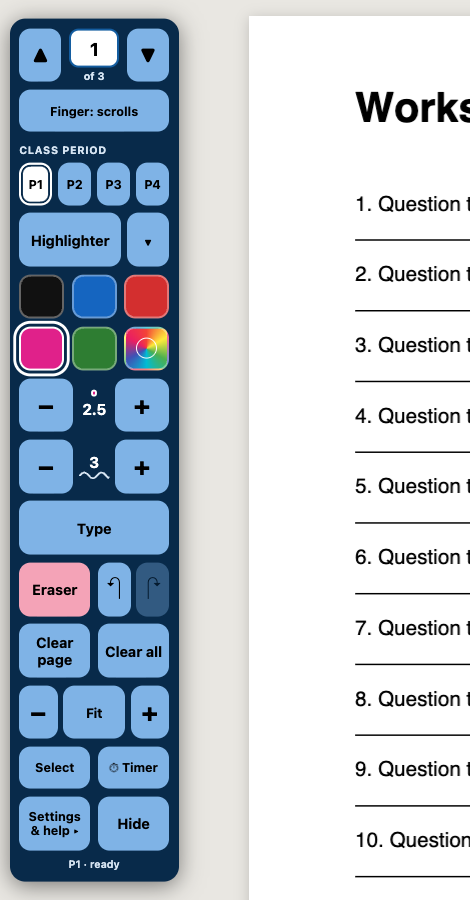 1
of 3
Finger: scrolls
CLASS PERIOD
P1 P2 P3 P4
Highlighter
2.5
3
Type
Eraser
Clear page
Clear all
Fit
Select
Timer
Settings & help
Hide
P1 · ready
Works
1. Question t
2. Question t
3. Question t
4. Question t
5. Question t
6. Question t
7. Question t
8. Question t
9. Question t
10. Question